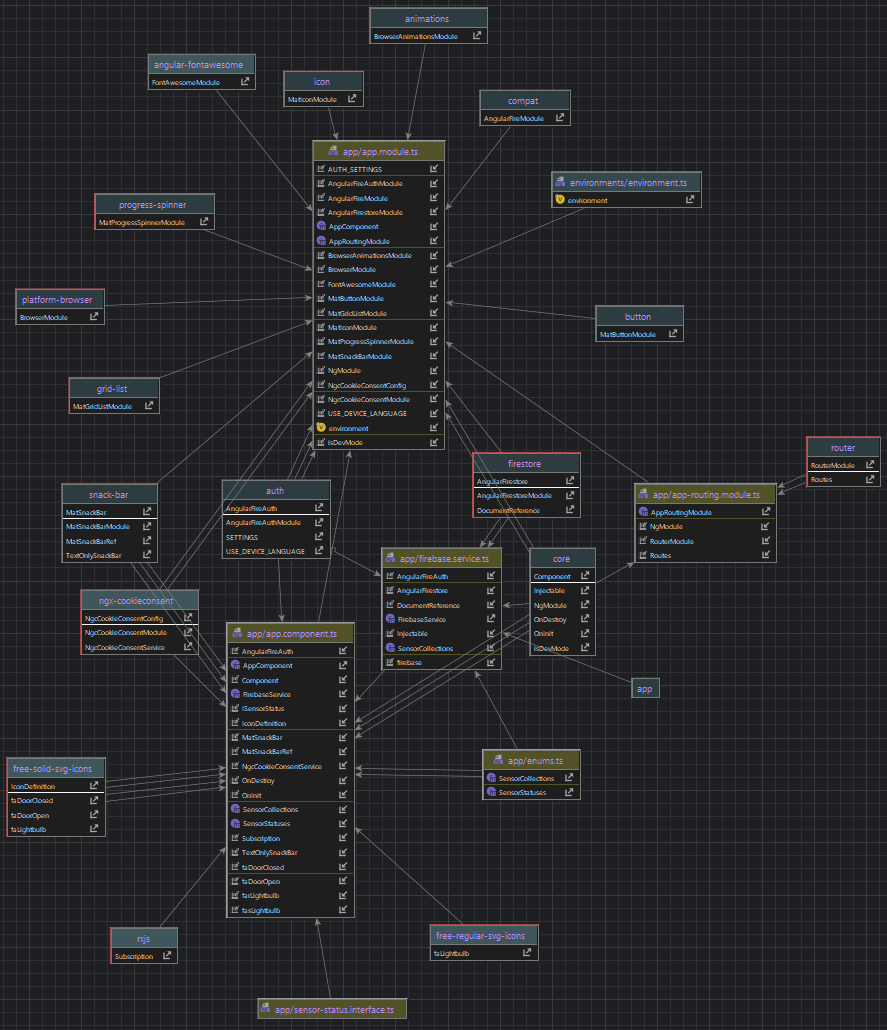 animations
BrowserAnimationsModule
angular-fontawesome
FontAwesomeModule
icon
MatIconModule
compat
AngularFireModule
app/app.module.ts
AUTH_SETTINGS
AngularFireAuthModule
AngularFireModule
AngularFirestoreModule
AppComponent
AppRoutingModule
BrowserAnimationsModule
BrowserModule
FontAwesomeModule
MatButtonModule
MatGridListModule
MatIconModule
MatProgressSpinnerModule
MatSnackBarModule
NgModule
NgcCookieConsentConfig
NgcCookieConsentModule
USE_DEVICE_LANGUAGE
environment
isDevMode
environments/environment.ts
environment
progress-spinner
MatProgressSpinnerModule
platform-browser
BrowserModule
button
MatButtonModule
grid-list
MatGridListModule
router
RouterModule
Routes
firestore
AngularFirestore
AngularFirestoreModule
DocumentReference
snack-bar
MatSnackBar
MatSnackBarModule
MatSnackBarRef
TextOnlySnackBar
auth
AngularFireAuth
AngularFireAuthModule
SETTINGS
USE_DEVICE_LANGUAGE
app/app-routing.module.ts
AppRoutingModule
NgModule
RouterModule
Routes
app/firebase.service.ts
AngularFireAuth
AngularFirestore
DocumentReference
FirebaseService
Injectable
SensorCollections
firebase
core
Component
Injectable
NgModule
OnDestroy
OnInit
isDevMode
ngx-cookieconsent
NgcCookieConsentConfig
NgcCookieConsentModule
NgcCookieConsentService
app/app.component.ts
AngularFireAuth
AppComponent
Component
FirebaseService
ISensorStatus
IconDefinition
MatSnackBar
MatSnackBarRef
NgcCookieConsentService
OnDestroy
OnInit
SensorCollections
SensorStatuses
Subscription
TextOnlySnackBar
faDoorClosed
faDoorOpen
farLightbulb
fasLightbulb
app
app/enums.ts
SensorCollections
SensorStatuses
free-solid-svg-icons
IconDefinition
faDoorClosed
faDoorOpen
faLightbulb
rxjs
Subscription
free-regular-svg-icons
faLightbulb
app/sensor-status.interface.ts